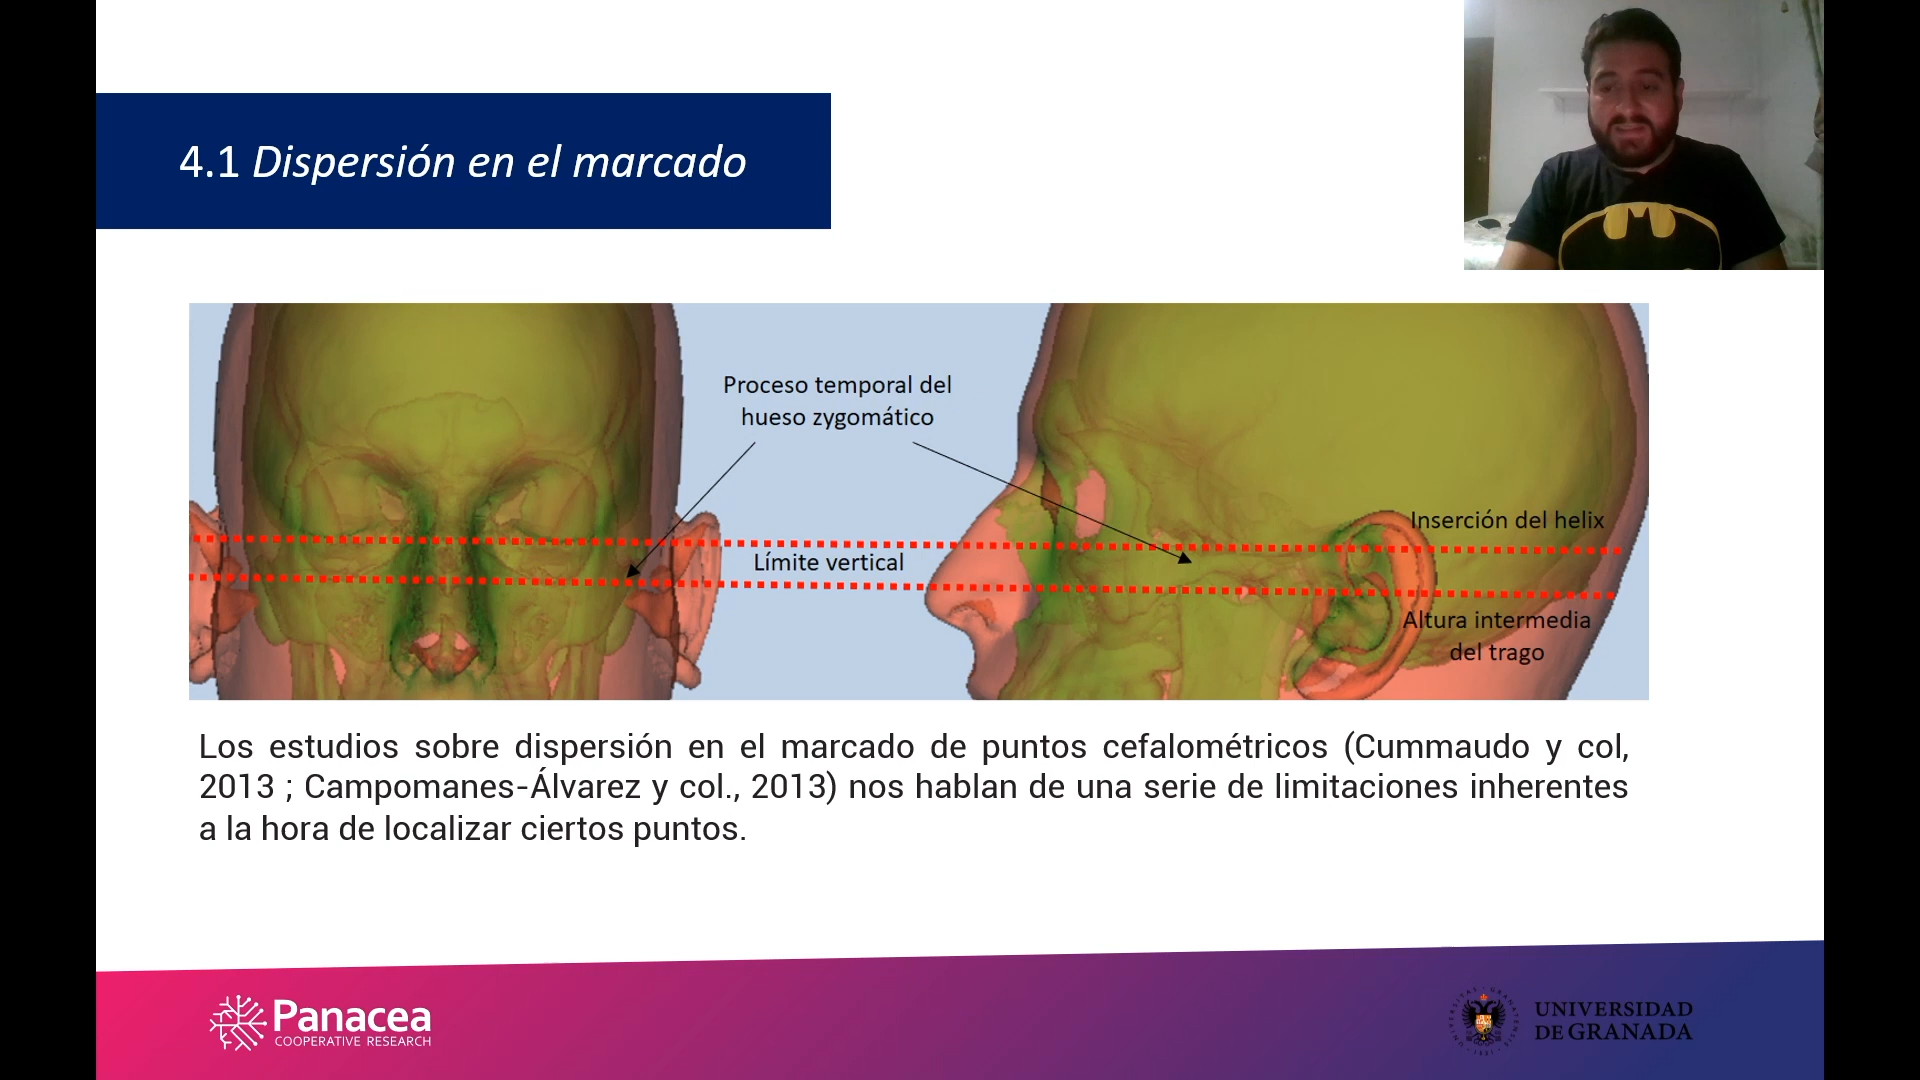 4.1 Dispersión en el marcado
Proceso temporal del
hueso zygomático
Inserción del helix
Límite vertical
Altura intermedia
del trago
Los estudios sobre dispersión en el marcado de puntos cefalométricos (Cummaudo y col,
2013 ; Campomanes-Álvarez y col., 2013) nos hablan de una serie de limitaciones inherentes
a la hora de localizar ciertos puntos.
Panacea
COOPERATIVE RESEARCH
UNIVERSIDAD
DE GRANADA